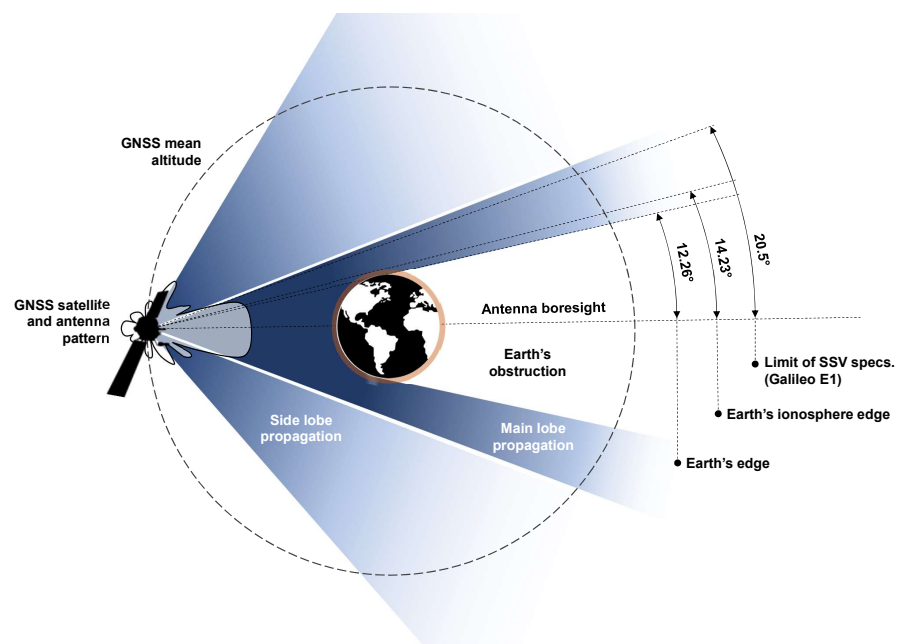 GNSS mean
altitude
GNSS satellite
and antenna
pattern
Antenna boresight
Earth's
obstruction
Side lobe
propagation
Main lobe
propagation
12.26°
14.23°
20.5°
Limit of SSV specs.
(Galileo E1)
Earth's ionosphere edge
Earth's edge